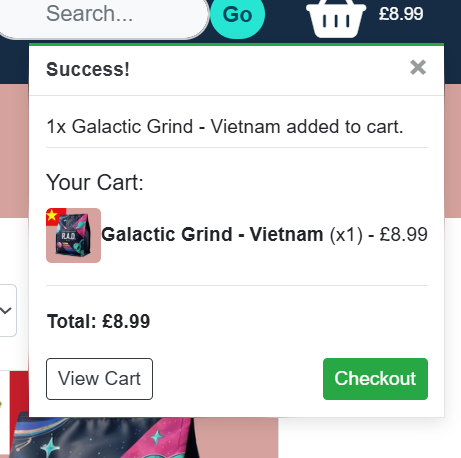 Search...
Go
£8.99
Success!
×
1x Galactic Grind - Vietnam added to cart.
Your Cart:
R.A.D
Galactic Grind - Vietnam (x1) - £8.99
Total: £8.99
View Cart
Checkout